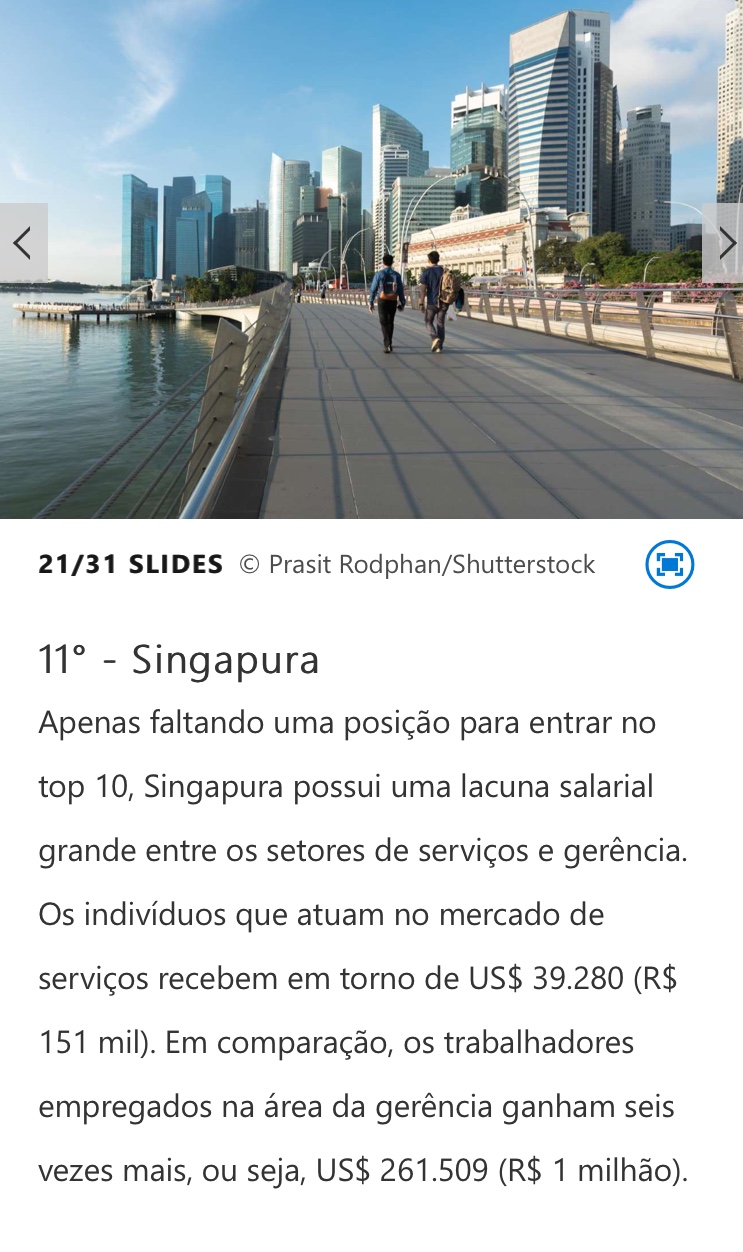 21/31 SLIDES © Prasit Rodphan/Shutterstock
11° - Singapura
Apenas faltando uma posição para entrar no
top 10, Singapura possui uma lacuna salarial
grande entre os setores de serviços e gerência.
Os indivíduos que atuam no mercado de
serviços recebem em torno de US$ 39.280 (R$
151 mil). Em comparação, os trabalhadores
empregados na área da gerência ganham seis
vezes mais, ou seja, US$ 261.509 (R$ 1 milhão).